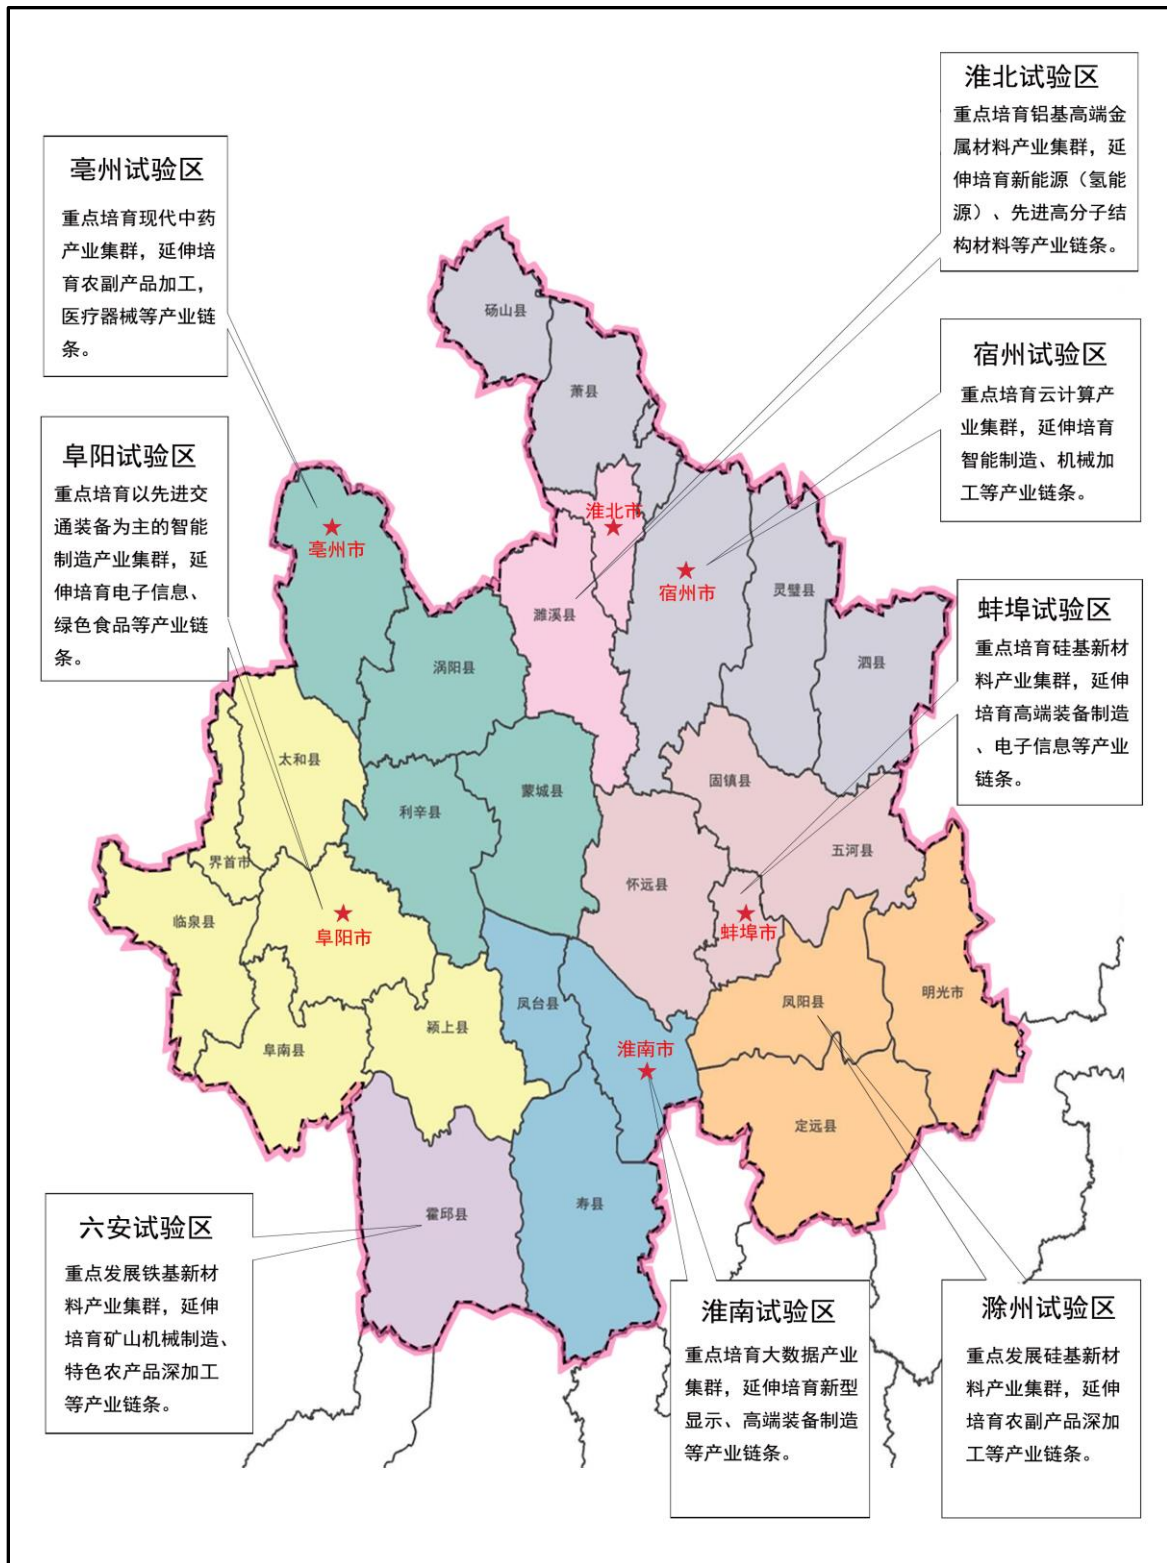 淮北试验区
重点培育铝基高端金
属材料产业集群，延
伸培育新能源（氢能
源）、先进高分子结
构材料等产业链条。
亳州试验区
重点培育现代中药
产业集群，延伸培
育农副产品加工，
医疗器械等产业链
条。
宿州试验区
重点培育云计算产
业集群，延伸培育
智能制造、机械加
工等产业链条。
阜阳试验区
重点培育以先进交
通装备为主的智能
制造产业集群，延
伸培育电子信息、
绿色食品等产业链
条。
蚌埠试验区
重点培育硅基新材
料产业集群，延伸
培育高端装备制造
、电子信息等产业
链条。
砀山县
萧县
淮北市
亳州市
宿州市
灵璧县
濉溪县
涡阳县
泗县
太和县
固镇县
蒙城县
利辛县
五河县
界首市
怀远县
临泉县
阜阳市
蚌埠市
明光市
凤台县
凤阳县
颍上县
阜南县
淮南市
定远县
寿县
霍邱县
六安试验区
重点发展铁基新材
料产业集群，延伸
培育矿山机械制造、
特色农产品深加工
等产业链条。
淮南试验区
重点培育大数据产业
集群，延伸培育新型
显示、高端装备制造
等产业链条。
滁州试验区
重点发展硅基新材
料产业集群，延伸
培育农副产品深加
工等产业链条。